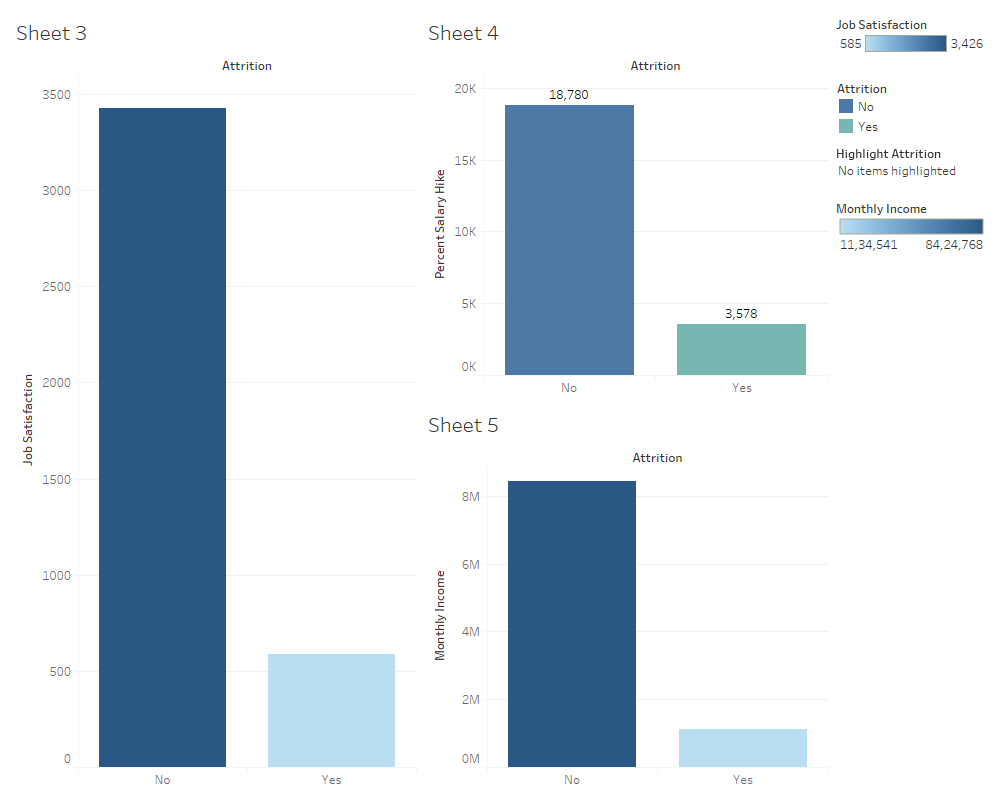 Sheet 3
Attrition
3500
3000
2500
2000
1500
1000
500
0
Job Satisfaction
No
Yes
Sheet 4
Attrition
20K
15K
10K
5K
0K
Percent Salary Hike
18,780
3,578
No
Yes
Sheet 5
Attrition
8M
6M
4M
2M
0M
Monthly Income
No
Yes
Job Satisfaction
585 3,426
Attrition
No
Yes
Highlight Attrition
No items highlighted
Monthly Income
11,34,541 84,24,768